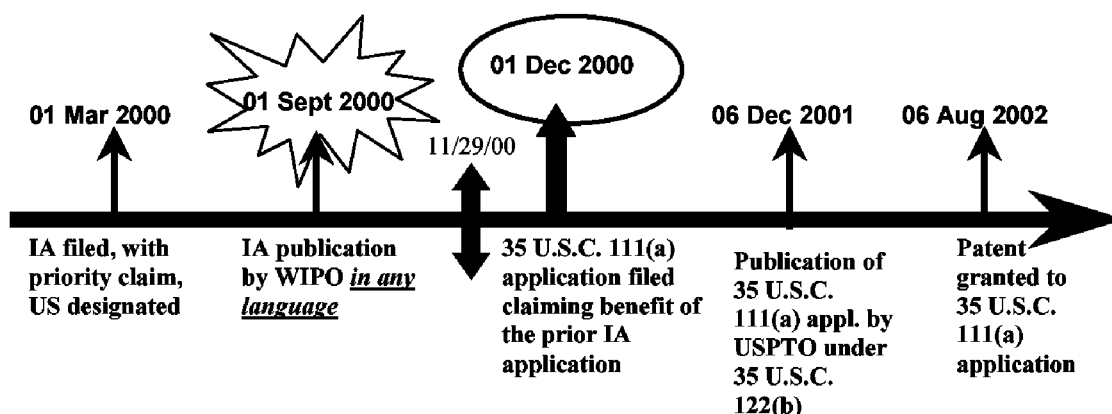 01 Mar 2000
01 Sept 2000
11/29/00
01 Dec 2000
06 Dec 2001
06 Aug 2002
IA filed, with
priority claim,
US designated
IA publication
by WIPO in any
language
35 U.S.C. 111(a)
application filed
claiming benefit of
the prior IA
application
Publication of
35 U.S.C.
111(a) appl. by
USPTO under
35 U.S.C.
122(b)
Patent
granted to
35 U.S.C.
111(a)
application